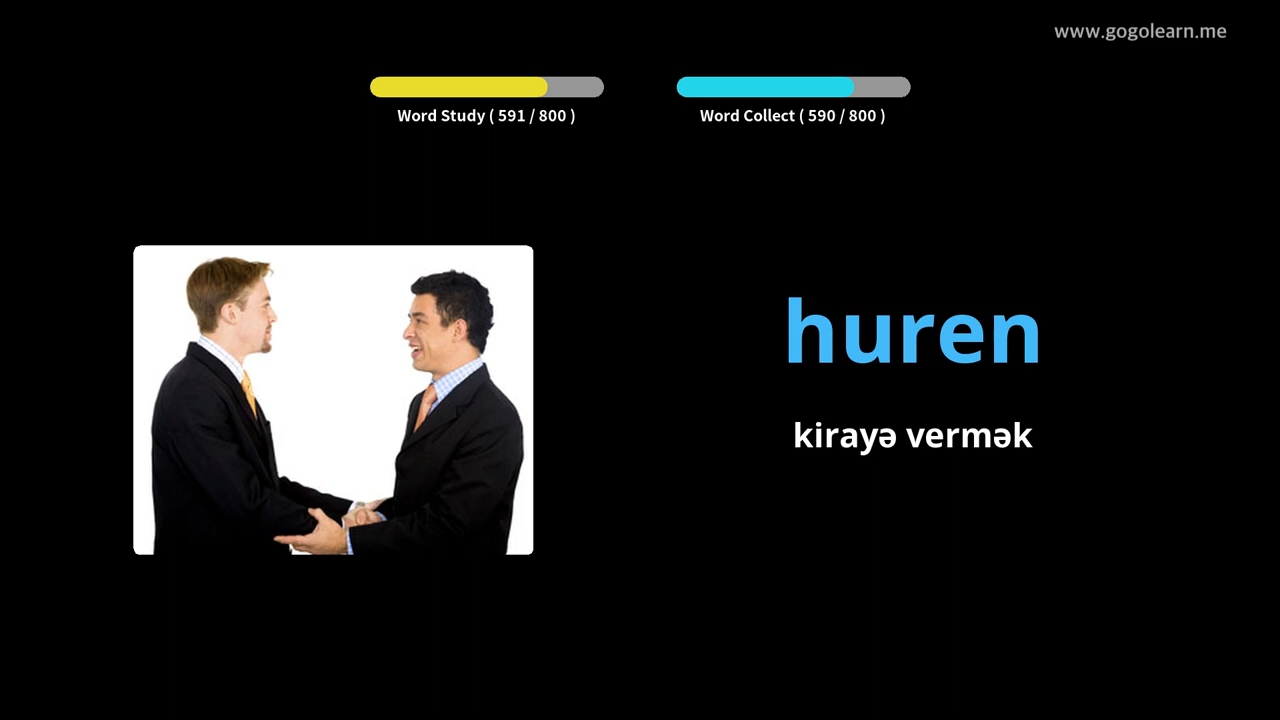 www.gogolearn.me
Word Study ( 591 / 800 )
Word Collect ( 590 / 800 )
huren
kirayə vermək